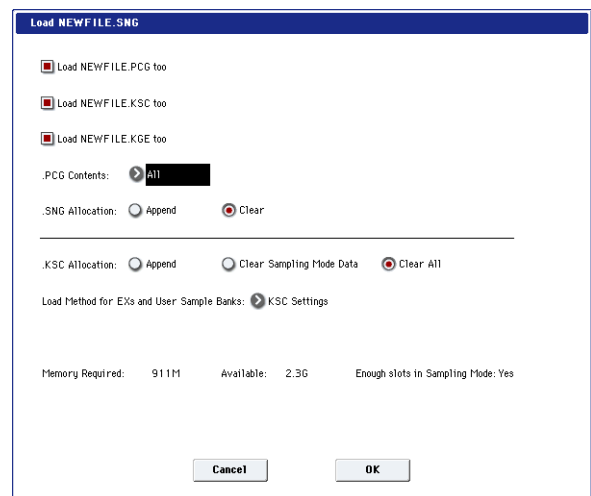 Load NEWFILE.SNG
Load NEWFILE.PCG too
Load NEWFILE.KSC too
Load NEWFILE.KGE too
.PCG Contents: All
.SNG Allocation: Append Clear
.KSC Allocation: Append Clear Sampling Mode Data Clear All
Load Method for EXs and User Sample Banks: KSC Settings
Memory Required: 911M Available: 2.3G Enough slots in Sampling Mode: Yes
Cancel OK